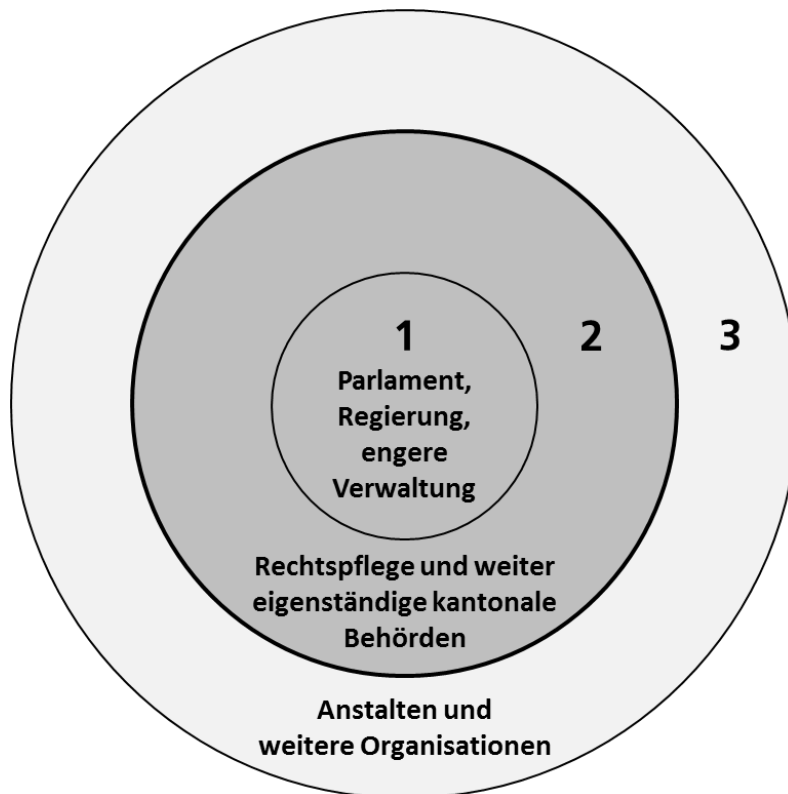 1
2
3
Parlament,
Regierung,
engere
Verwaltung
Rechtspflege und weiter
eigenständige kantonale
Behörden
Anstalten und
weitere Organisationen